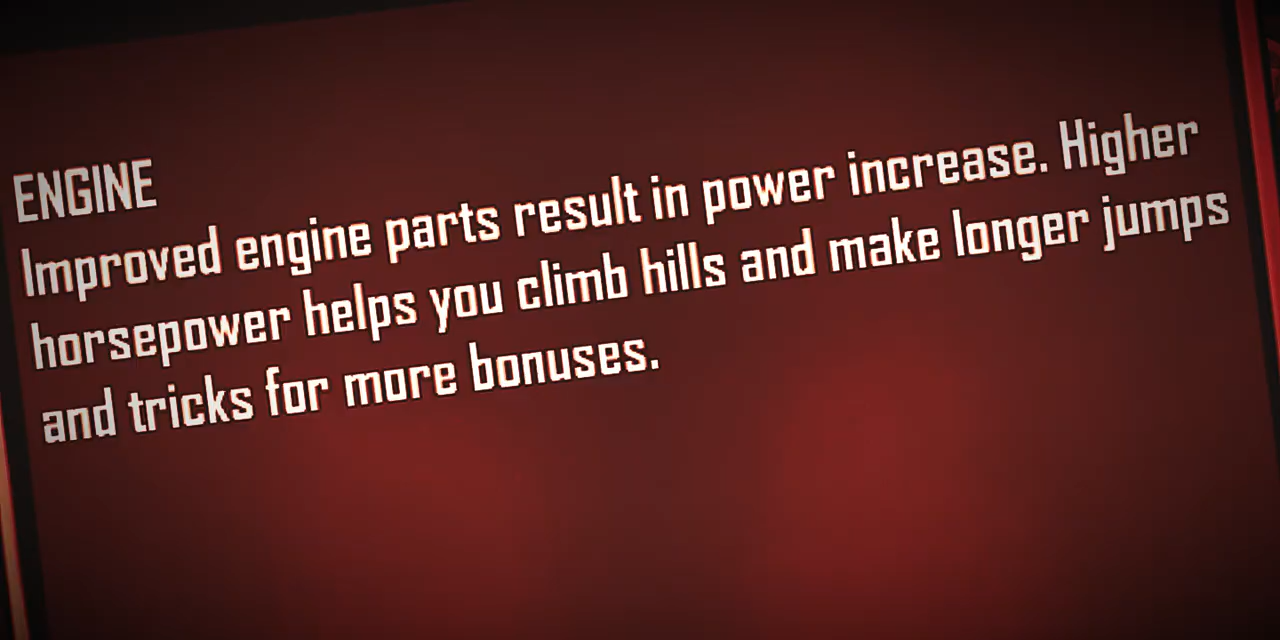 ENGINE
Improved engine parts result in power increase. Higher
horsepower helps you climb hills and make longer jumps
and tricks for more bonuses.